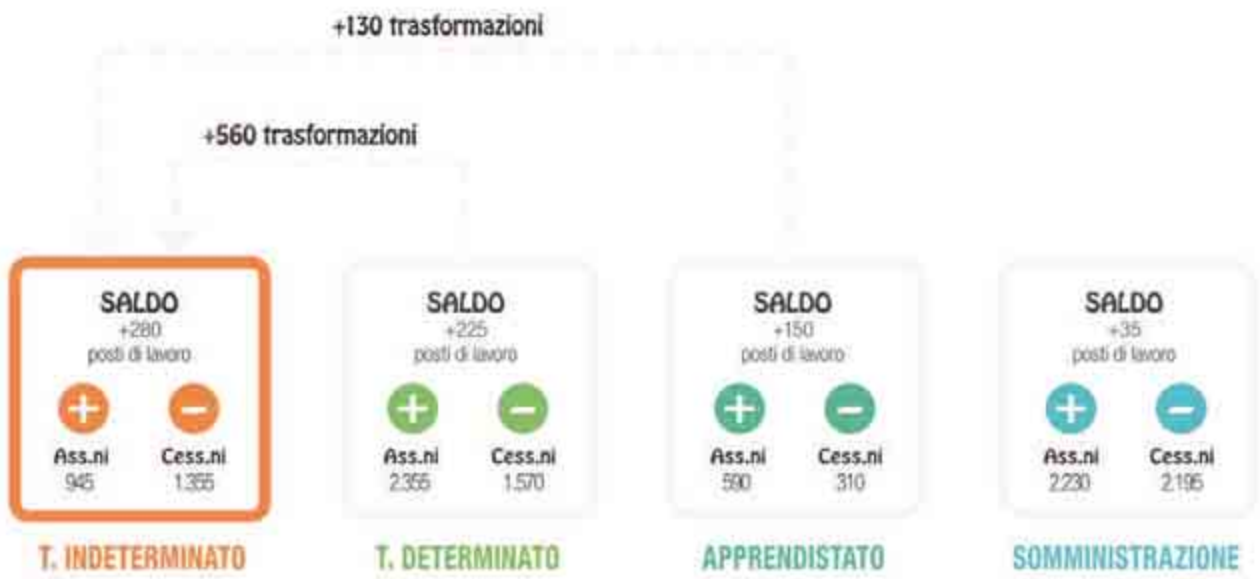 +130 trasformazioni
+560 trasformazioni
SALDO
+280
posti di lavoro
+ -
Ass.ni Cess.ni
945 1.355
T. INDETERMINATO
SALDO
+225
posti di lavoro
+ -
Ass.ni Cess.ni
2.355 1.570
T. DETERMINATO
SALDO
+150
posti di lavoro
+ -
Ass.ni Cess.ni
590 310
APPRENDISTATO
SALDO
+35
posti di lavoro
+ -
Ass.ni Cess.ni
2.230 2.195
SOMMINISTRAZIONE